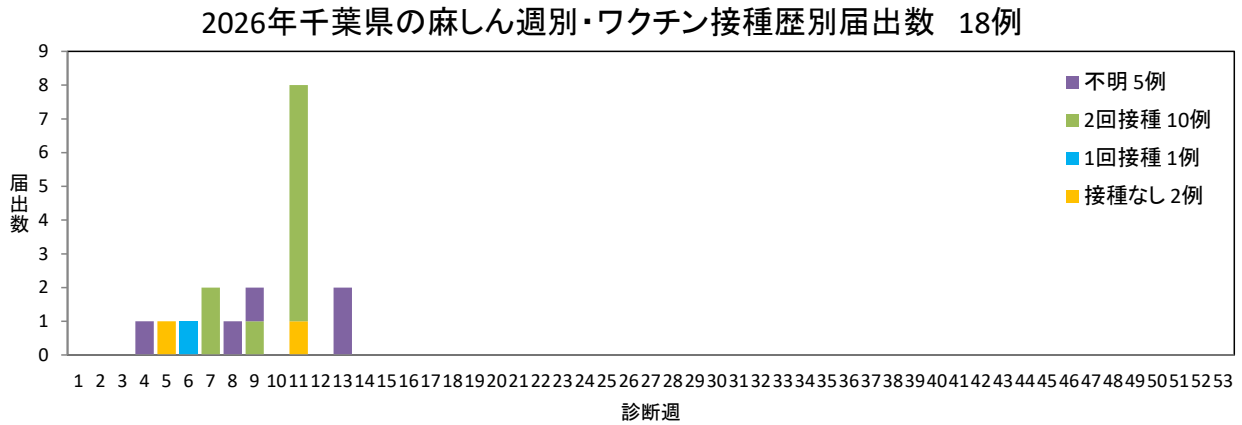 2026年千葉県の麻しん週別・ワクチン接種歴別届出数 18例
9
8
7
6
5
4
3
2
1
0
届出数
不明 5例
2回接種 10例
1回接種 1例
接種なし 2例
1 2 3 4 5 6 7 8 9 10 11 12 13 14 15 16 17 18 19 20 21 22 23 24 25 26 27 28 29 30 31 32 33 34 35 36 37 38 39 40 41 42 43 44 45 46 47 48 49 50 51 52 53
診断週